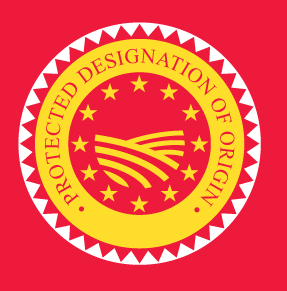 • PROTECTED DESIGNATION OF ORIGIN •